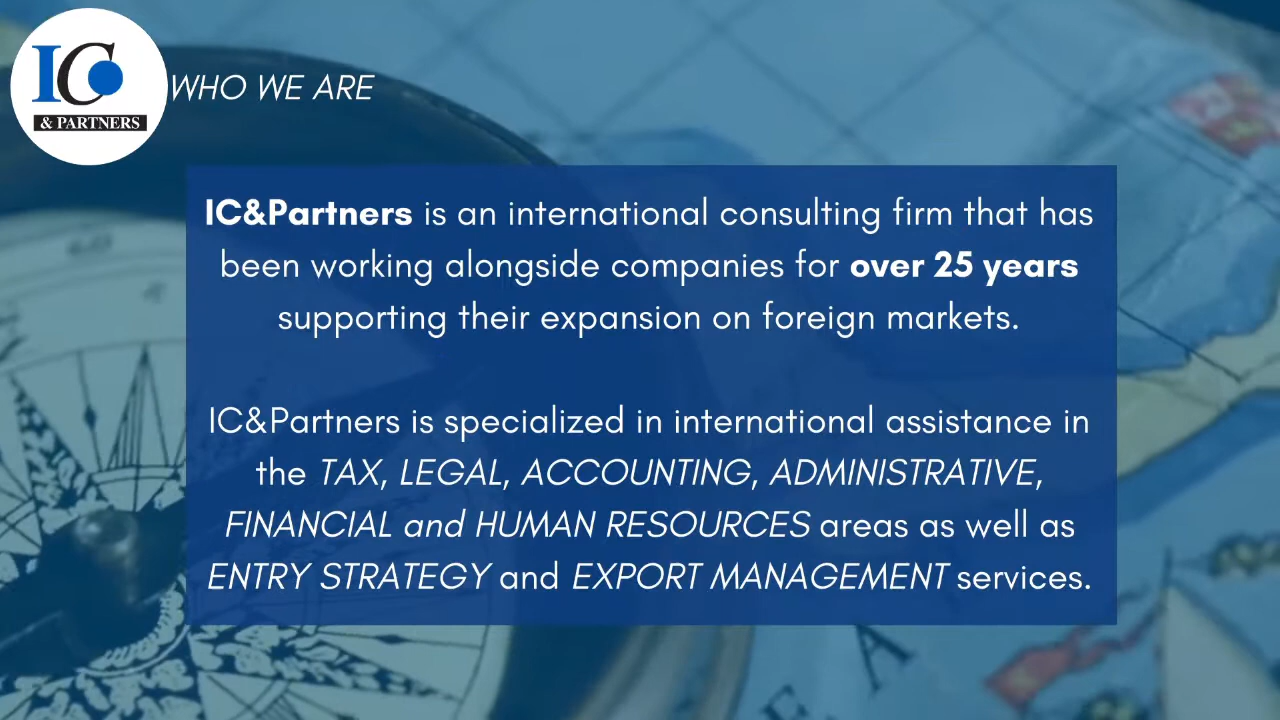 IC
& PARTNERS
WHO WE ARE
IC&Partners is an international consulting firm that has
been working alongside companies for over 25 years
supporting their expansion on foreign markets.
IC&Partners is specialized in international assistance in
the TAX, LEGAL, ACCOUNTING, ADMINISTRATIVE,
FINANCIAL and HUMAN RESOURCES areas as well as
ENTRY STRATEGY and EXPORT MANAGEMENT services.